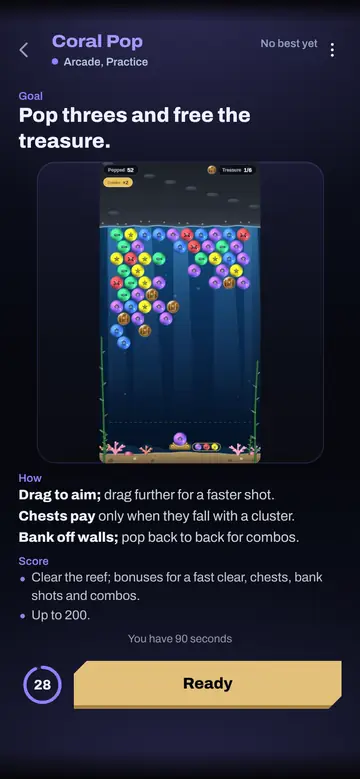 Coral Pop
No best yet
Arcade, Practice
Goal
Pop threes and free the
treasure.
Popped 52
Treasure 1/6
Combo ×2
How
Drag to aim; drag further for a faster shot.
Chests pay only when they fall with a cluster.
Bank off walls; pop back to back for combos.
Score
Clear the reef; bonuses for a fast clear, chests, bank
shots and combos.
Up to 200.
You have 90 seconds
28
Ready